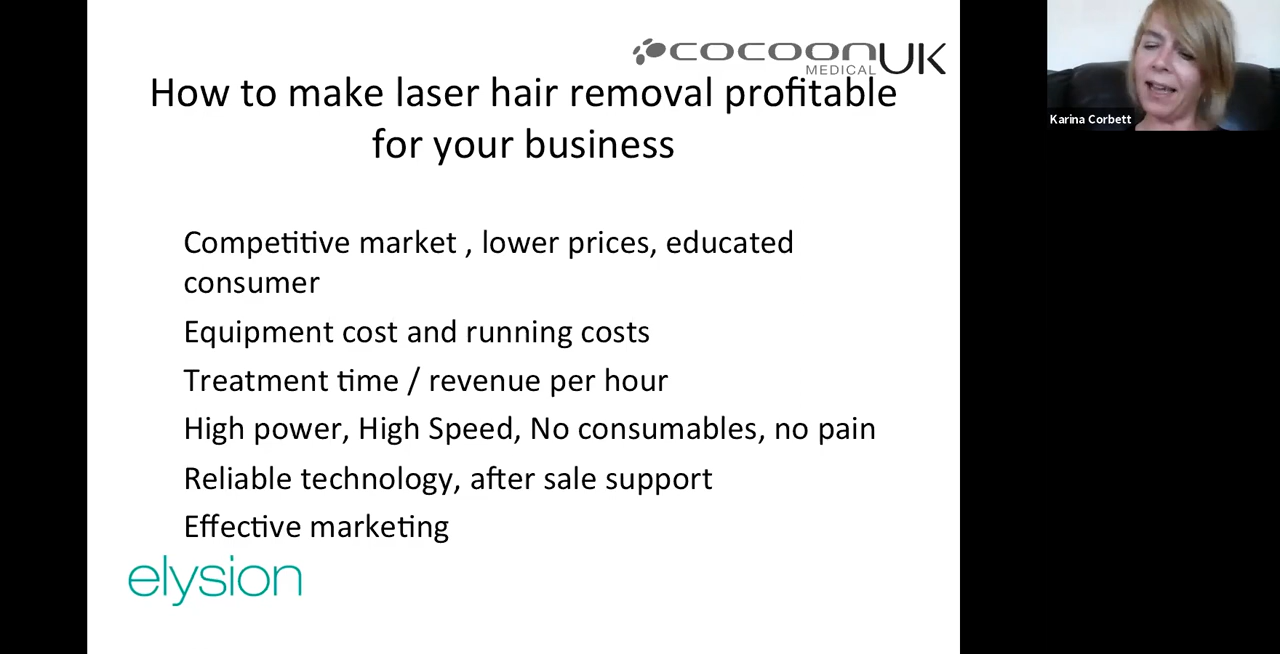 COCOON UK
MEDICAL
How to make laser hair removal profitable
for your business
Karina Corbett
Competitive market , lower prices, educated
consumer
Equipment cost and running costs
Treatment time / revenue per hour
High power, High Speed, No consumables, no pain
Reliable technology, after sale support
Effective marketing
elysion